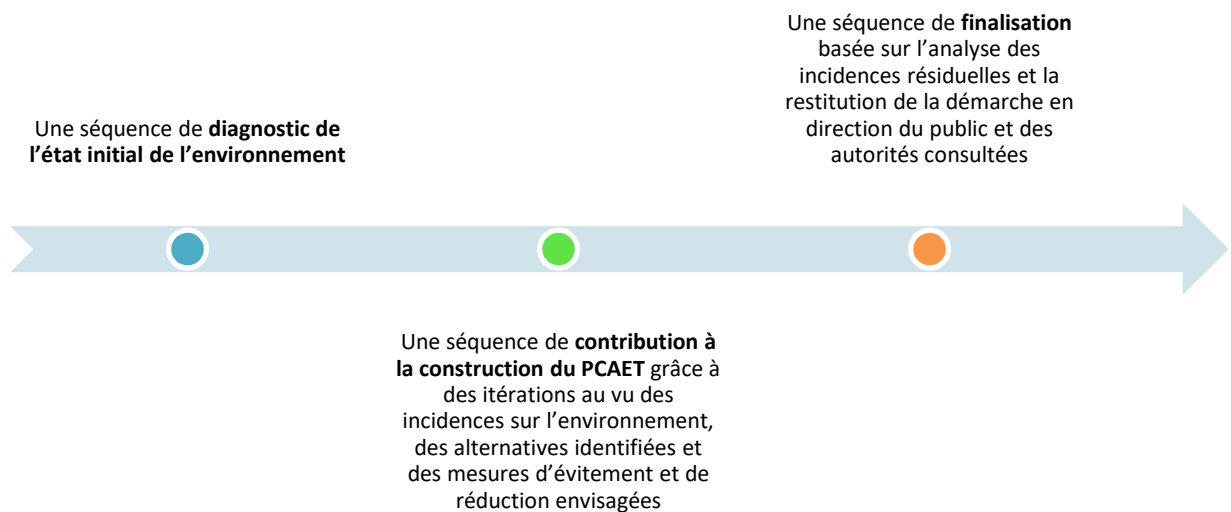 Une séquence de diagnostic de
l’état initial de l’environnement
Une séquence de contribution à
la construction du PCAET grâce à
des itérations au vu des
incidences sur l’environnement,
des alternatives identifiées et
des mesures d’évitement et de
réduction envisagées
Une séquence de finalisation
basée sur l’analyse des
incidences résiduelles et la
restitution de la démarche en
direction du public et des
autorités consultées